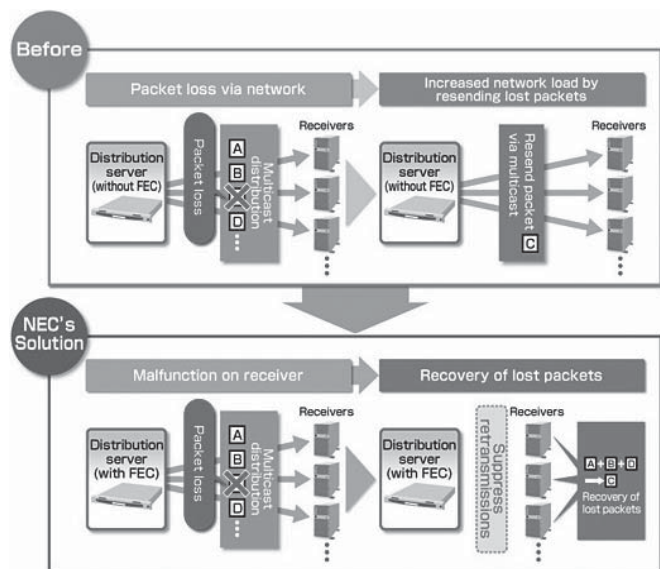 Before
Packet loss via network
Increased network load by
resending lost packets
Receivers
Distribution
server
(without FEC)
Packet loss
A
B
D
Multicast
distribution
Receivers
Distribution
server
(without FEC)
Resend packet
via multicast
C
NEC's
Solution
Malfunction on receiver
Recovery of lost packets
Receivers
Distribution
server
(with FEC)
Packet loss
A
B
D
Multicast
distribution
Receivers
Distribution
server
(with FEC)
Suppress
retransmissions
A+B+D
C
Recovery of
lost packets